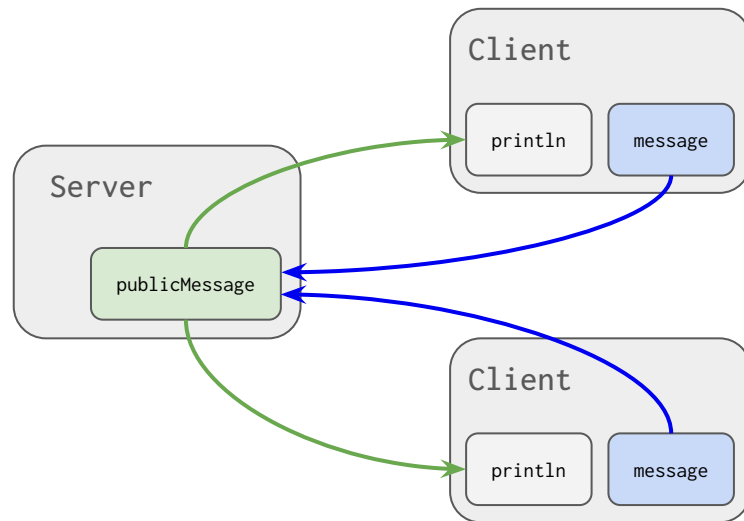 Client
println
message
Server
publicMessage
Client
println
message